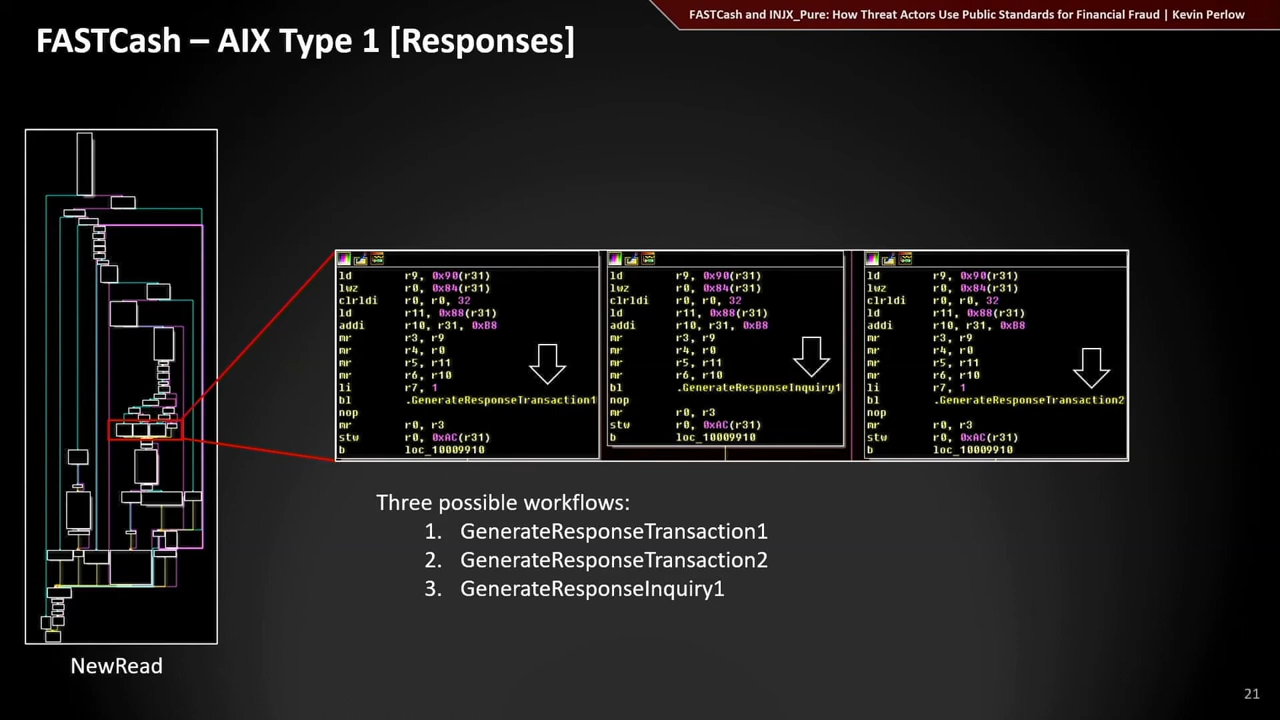 FASTCash and INJX_Pure: How Threat Actors Use Public Standards for Financial Fraud | Kevin Perlow
FASTCash – AIX Type 1 [Responses]
ld r9, 0x90(r31)
lwz r0, 0x84(r31)
clrldi r0, r0, 32
ld r11, 0x88(r31)
addi r10, r31, 0xB8
mr r3, r9
mr r4, r0
mr r5, r11
mr r6, r10
li r7, 1
bl .GenerateResponseTransaction1
nop
mr r0, r3
stw r0, 0xAC(r31)
b loc_10009910
ld r9, 0x90(r31)
lwz r0, 0x84(r31)
clrldi r0, r0, 32
ld r11, 0x88(r31)
addi r10, r31, 0xB8
mr r3, r9
mr r4, r0
mr r5, r11
mr r6, r10
bl .GenerateResponseInquiry1
nop
mr r0, r3
stw r0, 0xAC(r31)
b loc_10009910
ld r9, 0x90(r31)
lwz r0, 0x84(r31)
clrldi r0, r0, 32
ld r11, 0x88(r31)
addi r10, r31, 0xB8
mr r3, r9
mr r4, r0
mr r5, r11
mr r6, r10
li r7, 1
bl .GenerateResponseTransaction2
nop
mr r0, r3
stw r0, 0xAC(r31)
b loc_10009910
Three possible workflows:
1. GenerateResponseTransaction1
2. GenerateResponseTransaction2
3. GenerateResponseInquiry1
NewRead
21